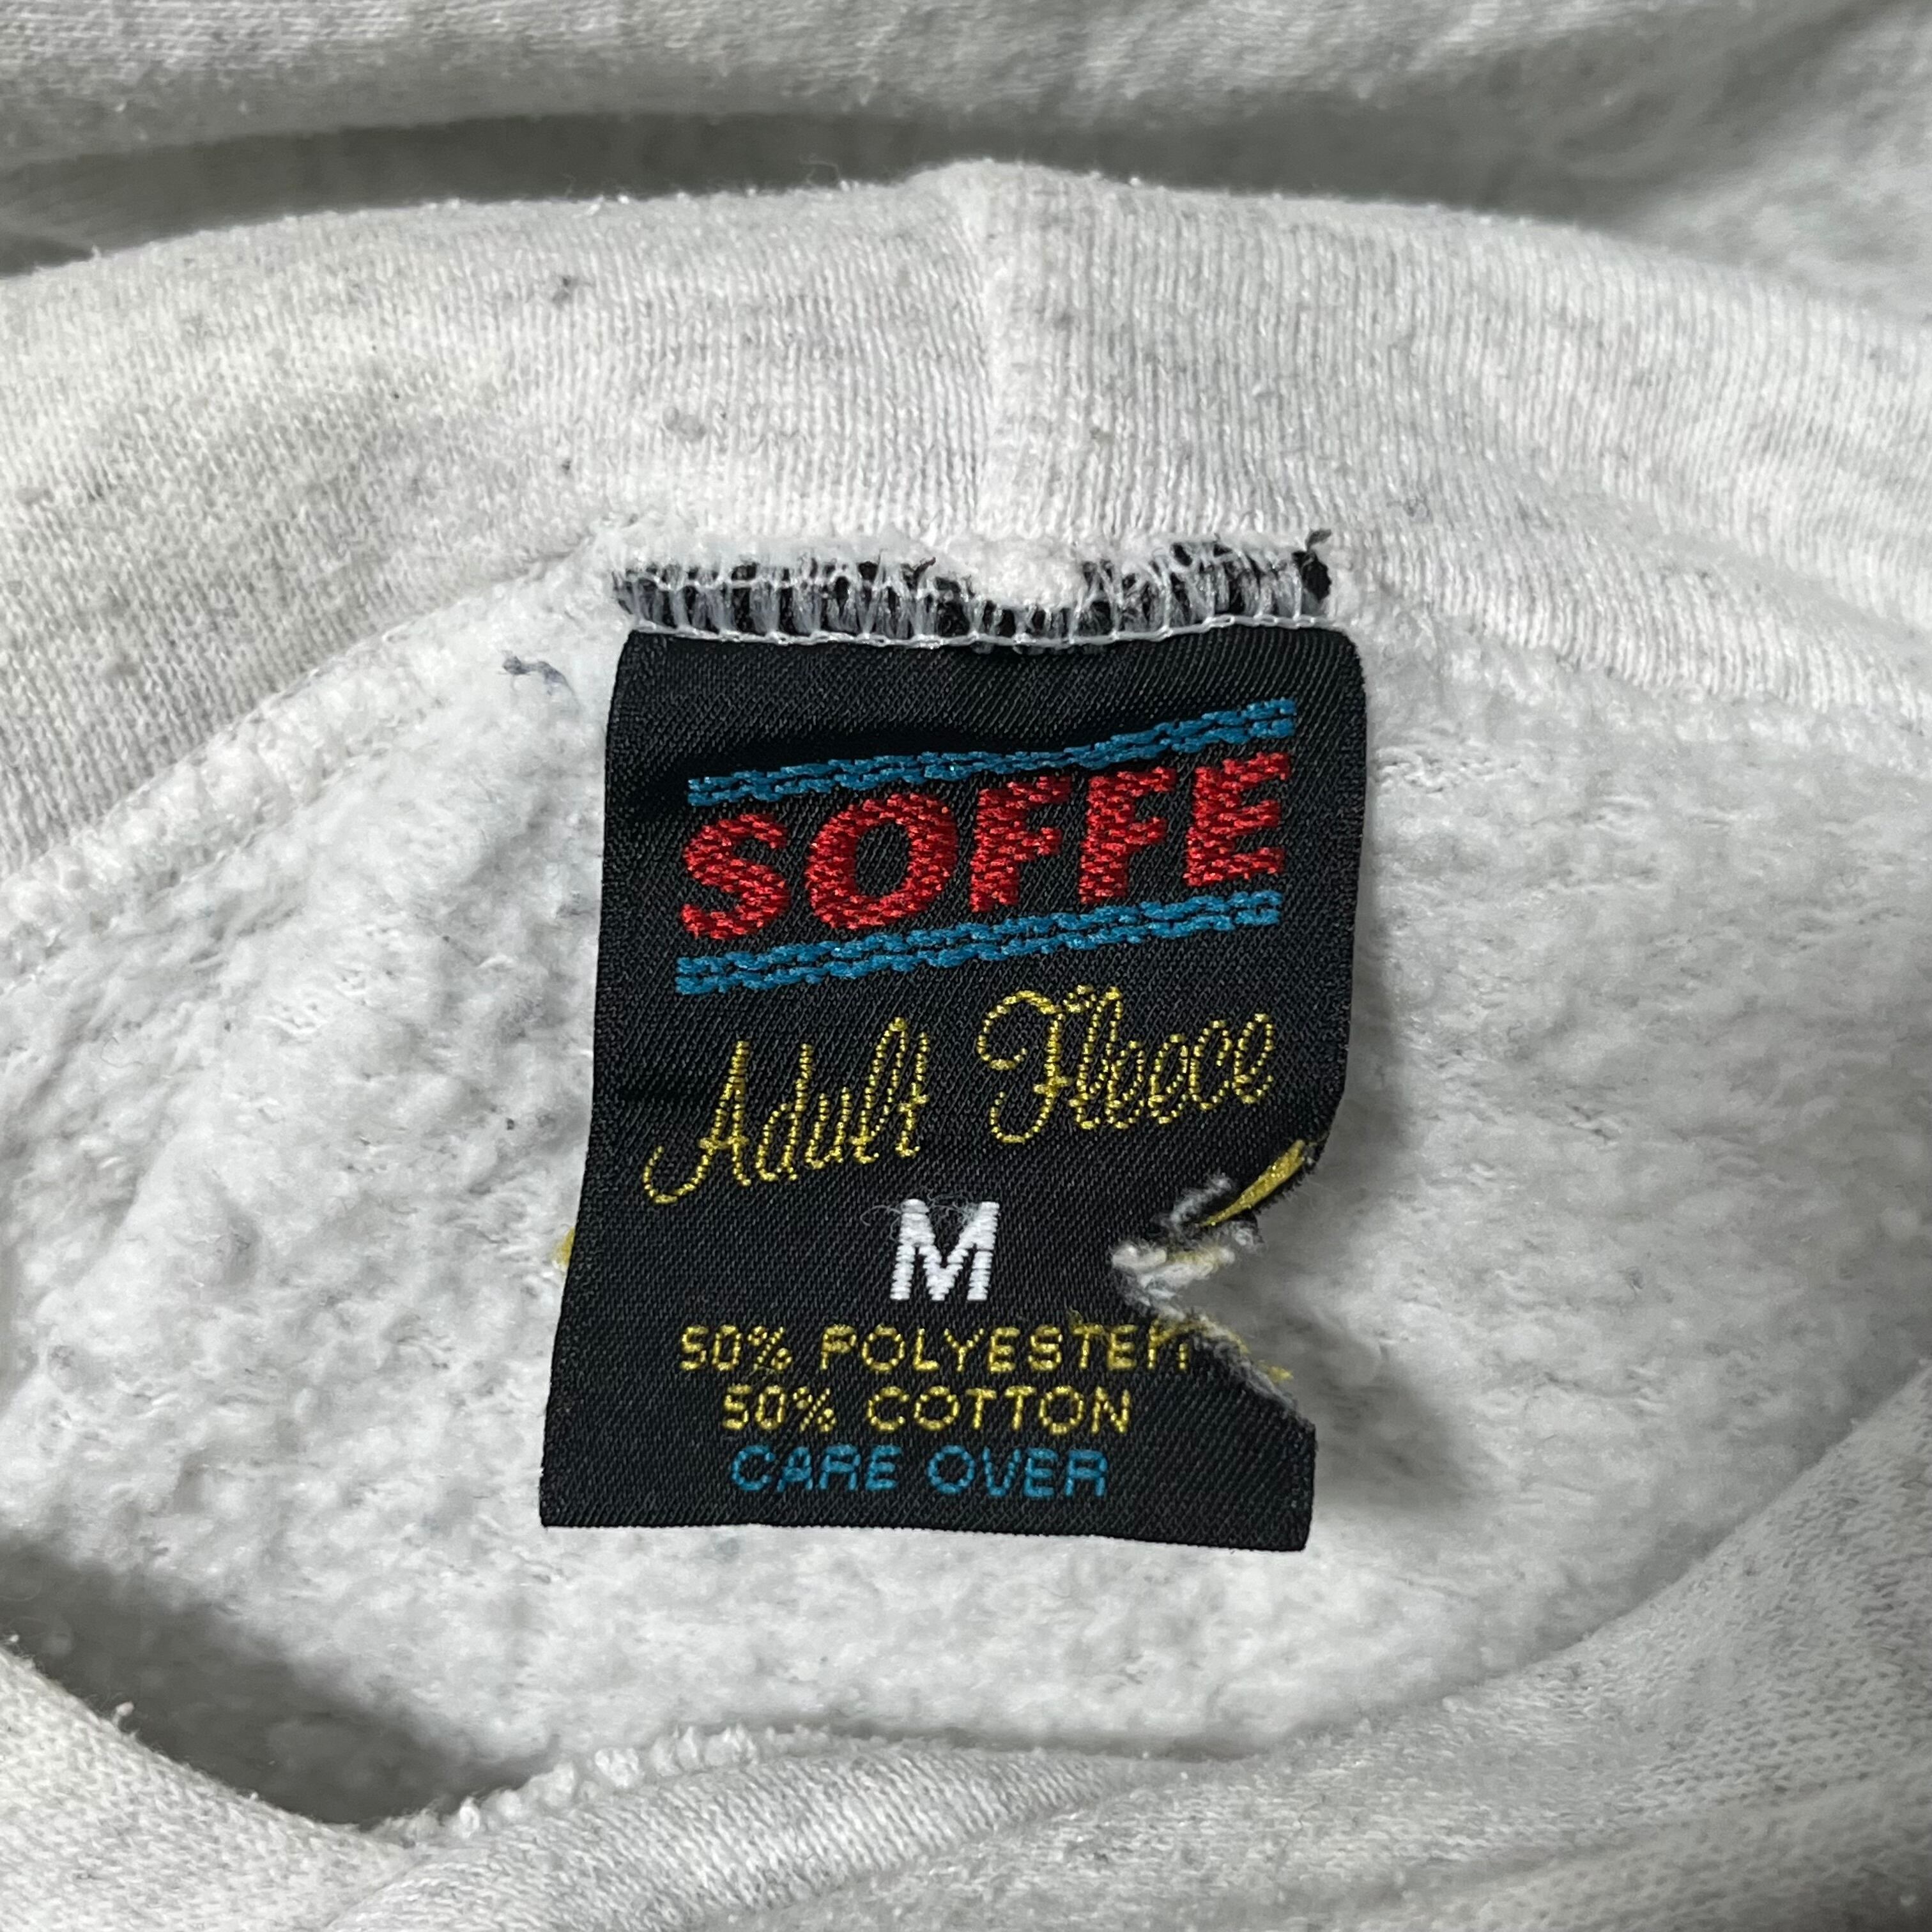 SOFFE
Adult Fleece
M
50% POLYESTER
50% COTTON
CARE OVER